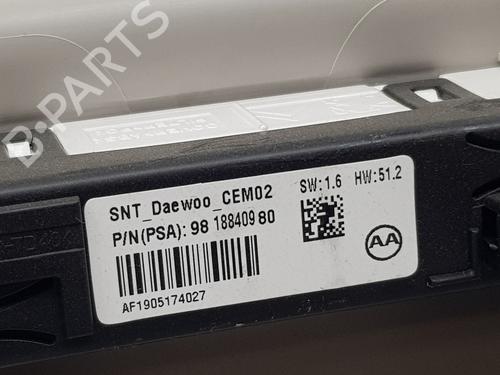 B-PARTS
SNT_Daewoo_CEM02
SW:1.6 HW:51.2
P/N(PSA): 98 188409 80
AA
AF1905174027